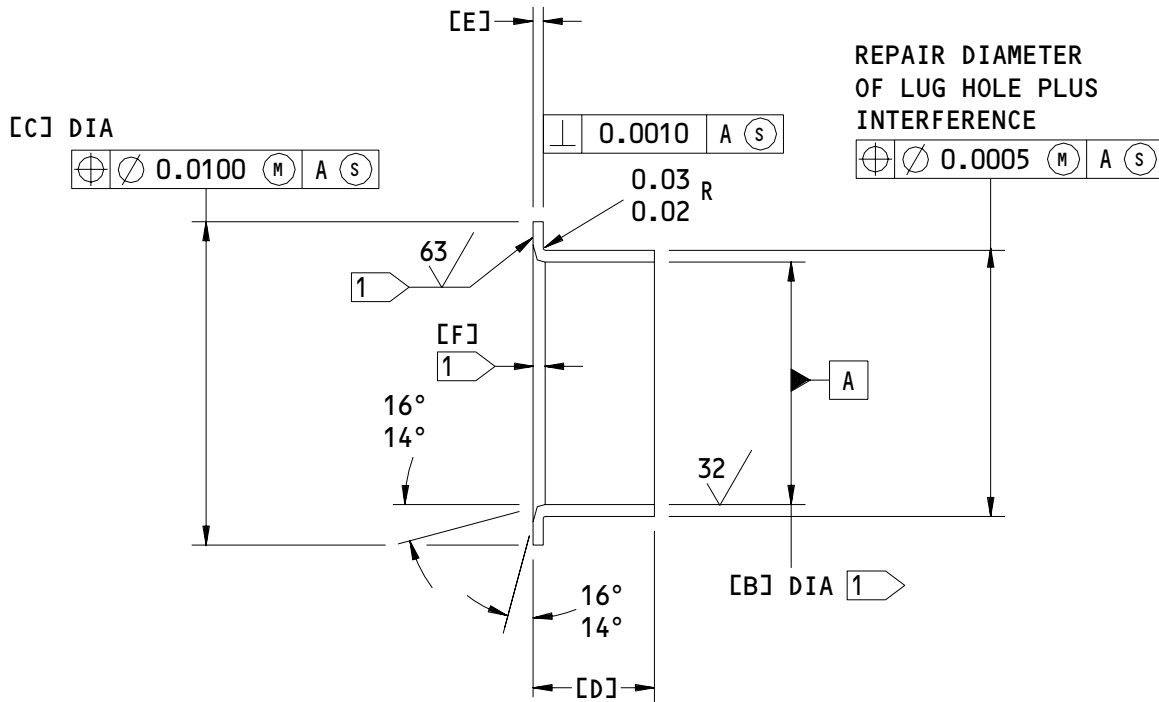 [E]
REPAIR DIAMETER
OF LUG HOLE PLUS
INTERFERENCE
[C] DIA
⌖ ⌀ 0.0100 Ⓜ A Ⓢ
⟂ 0.0010 A Ⓢ
⌖ ⌀ 0.0005 Ⓜ A Ⓢ
0.03
0.02
R
63
1
[F]
1
A
16°
14°
32
[B] DIA 1
16°
14°
[D]